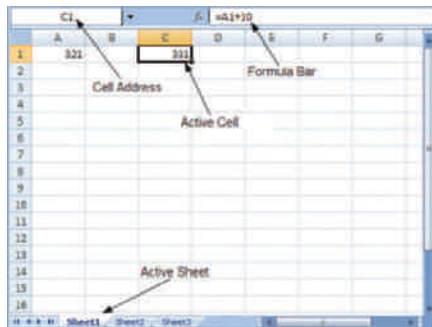 C1 =A1+10
A B C D E F G
1 321 331
2 Formula Bar
3 Cell Address
4
5 Active Cell
6
7
8
9
10
11
12
13
14 Active Sheet
15
16
Sheet1 Sheet2 Sheet3